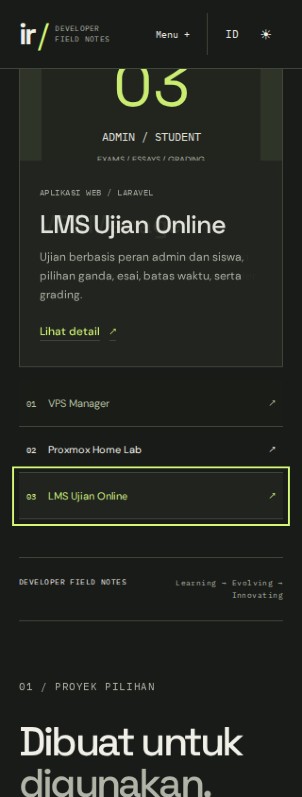 ir/ DEVELOPER
FIELD NOTES
Menu +
ID
03
ADMIN / STUDENT
EXAMS / ESSAYS / GRADING
APLIKASI WEB / LARAVEL
LMS Ujian Online
Ujian berbasis peran admin dan siswa,
pilihan ganda, esai, batas waktu, serta
grading.
Lihat detail ↗
01 VPS Manager ↗
02 Proxmox Home Lab ↗
03 LMS Ujian Online ↗
DEVELOPER FIELD NOTES
Learning → Evolving →
Innovating
01 / PROYEK PILIHAN
Dibuat untuk
digunakan.